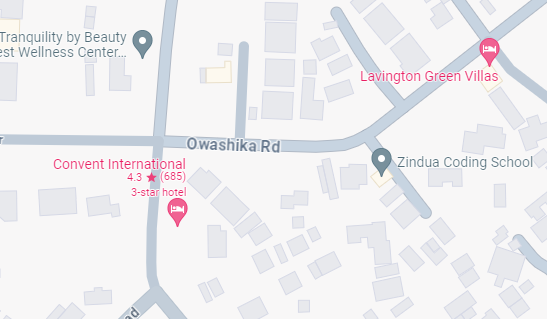 Tranquility by Beauty
est Wellness Center...
Lavington Green Villas
Owashika Rd
Convent International
4.3 ★ (685)
3-star hotel
Zindua Coding School
ad